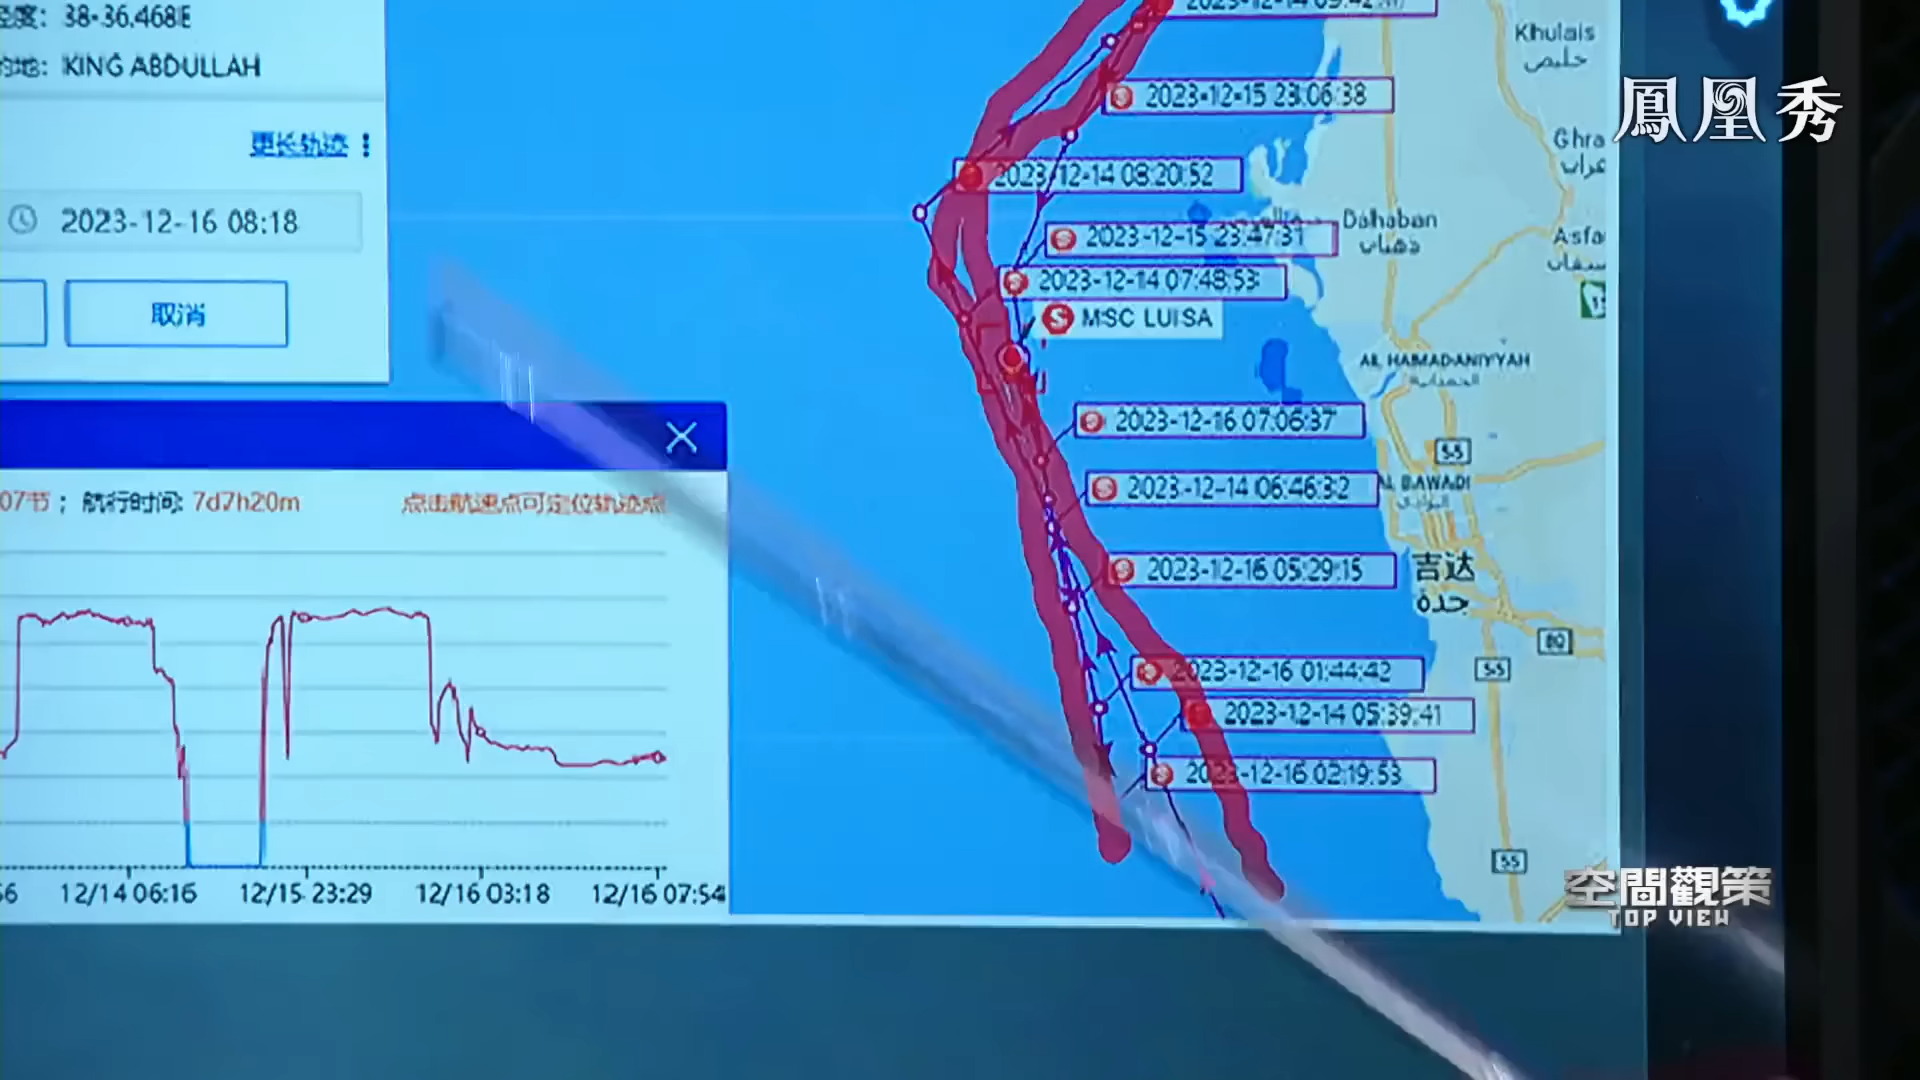 38-36.468E
KING ABDULLAH
更长轨迹
2023-12-16 08:18
取消
07节； 航行时间: 7d7h20m
点击航速点可定位轨迹点
12/14 06:16
12/15 23:29
12/16 03:18
12/16 07:54
2023-12-15 23:06:38
2023-12-14 08:20:52
2023-12-15 23:47:31
2023-12-14 07:48:53
MSC LUISA
2023-12-16 07:06:37
2023-12-14 06:46:32
2023-12-16 05:29:15
2023-12-16 01:44:42
2023-12-14 05:39:41
2023-12-16 02:19:53
Khulais
خليص
鳳凰秀
Dahaban
ذهبان
AL HAMADANIYYAH
الحمدانية
55
AL BAWADI
البوادي
吉达
جدة
80
55
55
空間觀策
TOP VIEW